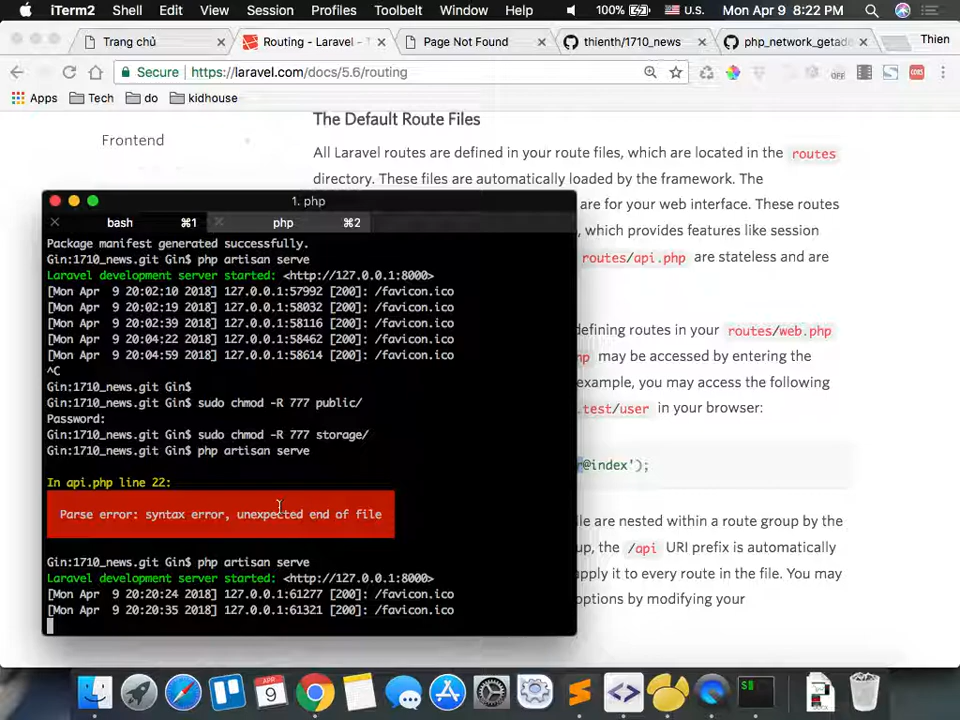 iTerm2 Shell Edit View Session Profiles Toolbelt Window Help 100% U.S. Mon Apr 9 8:22 PM
Trang chủ
Routing - Laravel -
Page Not Found
thienth/1710_news
php_network_getade
Thien
Secure https://laravel.com/docs/5.6/routing
Apps Tech do kidhouse
Frontend
The Default Route Files
All Laravel routes are defined in your route files, which are located in the routes
directory. These files are automatically loaded by the framework. The
are for your web interface. These routes
, which provides features like session
routes/api.php are stateless and are
defining routes in your routes/web.php
may be accessed by entering the
example, you may access the following
.test/user in your browser:
@index');
ile are nested within a route group by the
up, the /api URI prefix is automatically
apply it to every route in the file. You may
options by modifying your
1. php
bash ⌘1 php ⌘2
Package manifest generated successfully.
Gin:1710_news.git Gin$ php artisan serve
Laravel development server started: <http://127.0.0.1:8000>
[Mon Apr  9 20:02:10 2018] 127.0.0.1:57992 [200]: /favicon.ico
[Mon Apr  9 20:02:19 2018] 127.0.0.1:58032 [200]: /favicon.ico
[Mon Apr  9 20:02:39 2018] 127.0.0.1:58116 [200]: /favicon.ico
[Mon Apr  9 20:04:22 2018] 127.0.0.1:58462 [200]: /favicon.ico
[Mon Apr  9 20:04:59 2018] 127.0.0.1:58614 [200]: /favicon.ico
^C
Gin:1710_news.git Gin$
Gin:1710_news.git Gin$ sudo chmod -R 777 public/
Password:
Gin:1710_news.git Gin$ sudo chmod -R 777 storage/
Gin:1710_news.git Gin$ php artisan serve
In api.php line 22:
Parse error: syntax error, unexpected end of file
Gin:1710_news.git Gin$ php artisan serve
Laravel development server started: <http://127.0.0.1:8000>
[Mon Apr  9 20:20:24 2018] 127.0.0.1:61277 [200]: /favicon.ico
[Mon Apr  9 20:20:35 2018] 127.0.0.1:61321 [200]: /favicon.ico